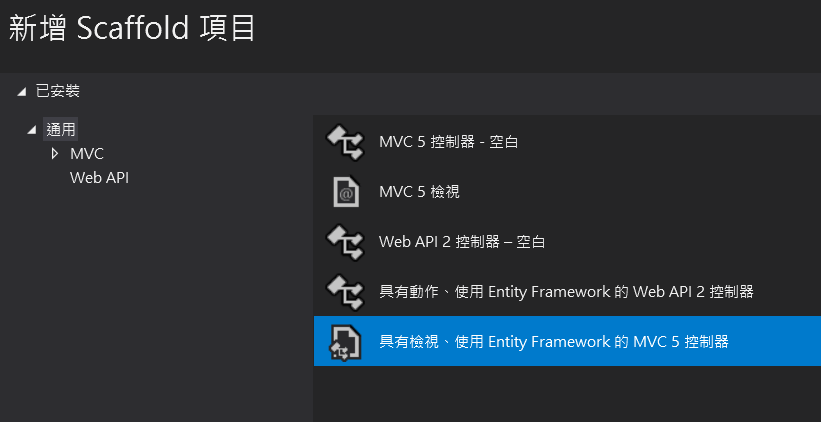 新增 Scaffold 項目
已安裝
通用
MVC
Web API
MVC 5 控制器 - 空白
MVC 5 檢視
Web API 2 控制器 – 空白
具有動作、使用 Entity Framework 的 Web API 2 控制器
具有檢視、使用 Entity Framework 的 MVC 5 控制器